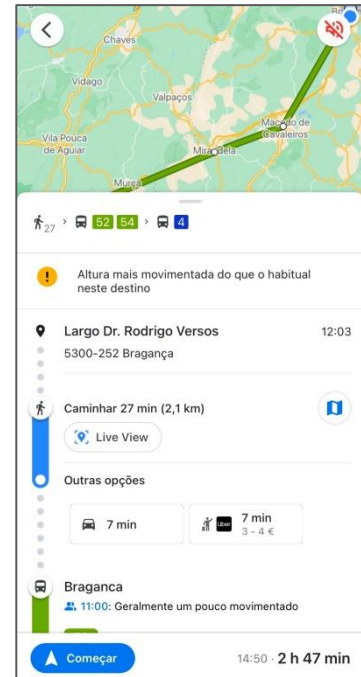 Chaves
Vidago
Valpaços
Vila Pouca
de Aguiar
Macedo de
Cavaleiros
Mirandela
Murça
27 52 54 4
Altura mais movimentada do que o habitual
neste destino
Largo Dr. Rodrigo Versos 12:03
5300-252 Bragança
Caminhar 27 min (2,1 km)
Live View
Outras opções
7 min
Uber 7 min
3 - 4 €
Braganca
11:00: Geralmente um pouco movimentado
Começar 14:50 · 2 h 47 min